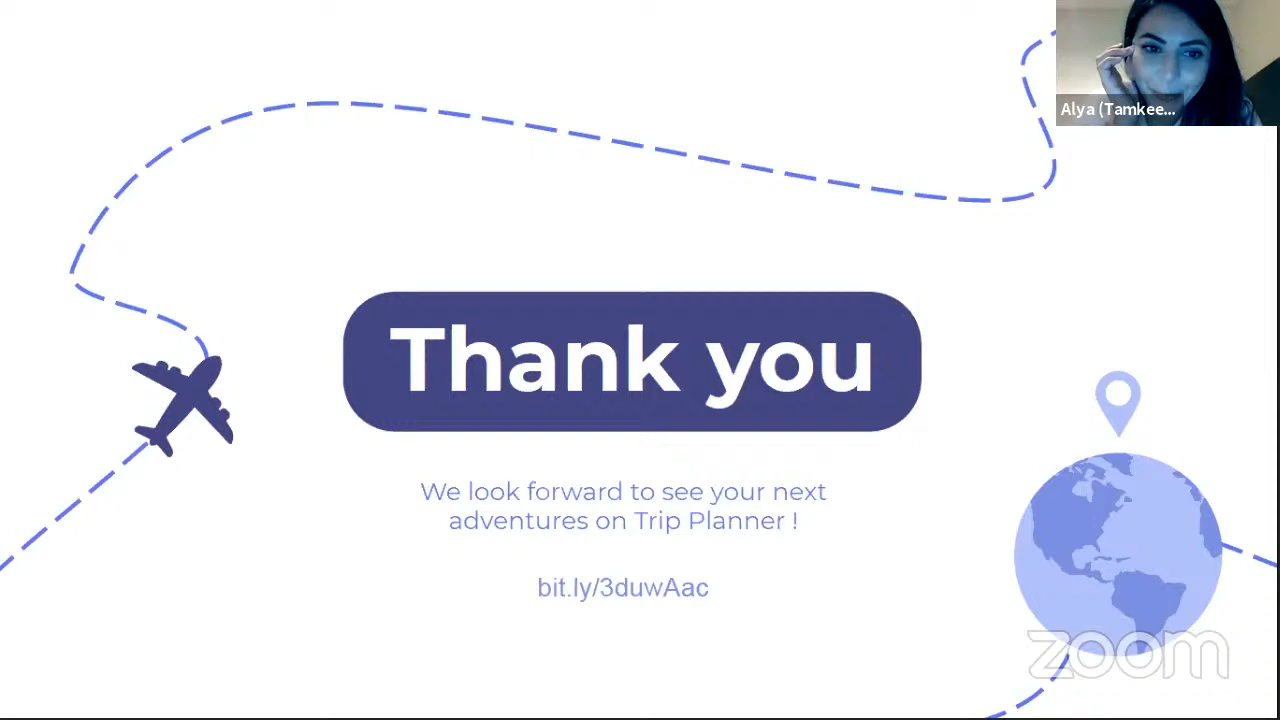 Alya (Tamkee...
Thank you
We look forward to see your next
adventures on Trip Planner !
bit.ly/3duwAac
zoom